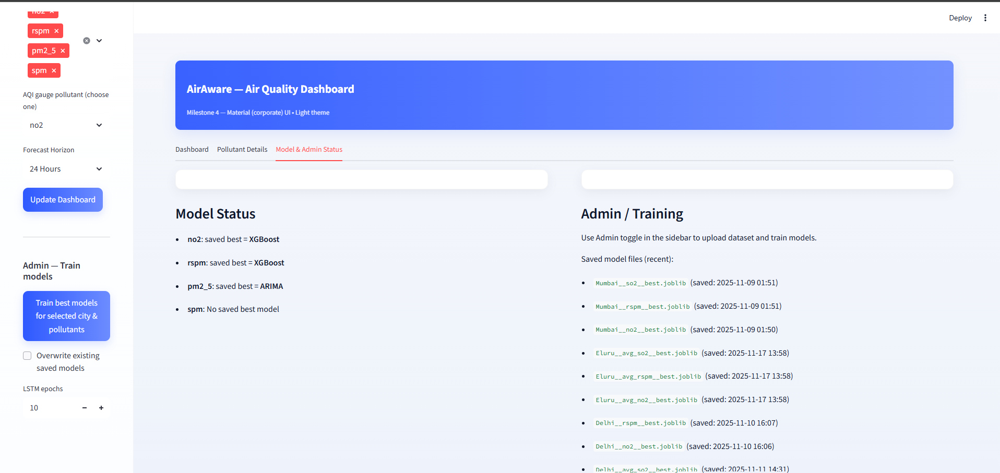 no2 ×
rspm ×
pm2_5 ×
spm ×
AQI gauge pollutant (choose
one)
no2
Forecast Horizon
24 Hours
Update Dashboard
Admin — Train
models
Train best models
for selected city &
pollutants
Overwrite existing
saved models
LSTM epochs
10
Deploy
AirAware — Air Quality Dashboard
Milestone 4 — Material (corporate) UI • Light theme
Dashboard Pollutant Details Model & Admin Status
Model Status
no2: saved best = XGBoost
rspm: saved best = XGBoost
pm2_5: saved best = ARIMA
spm: No saved best model
Admin / Training
Use Admin toggle in the sidebar to upload dataset and train models.
Saved model files (recent):
Mumbai__so2__best.joblib (saved: 2025-11-09 01:51)
Mumbai__rspm__best.joblib (saved: 2025-11-09 01:51)
Mumbai__no2__best.joblib (saved: 2025-11-09 01:50)
Eluru__avg_so2__best.joblib (saved: 2025-11-17 13:58)
Eluru__avg_rspm__best.joblib (saved: 2025-11-17 13:58)
Eluru__avg_no2__best.joblib (saved: 2025-11-17 13:58)
Delhi__rspm__best.joblib (saved: 2025-11-10 16:07)
Delhi__no2__best.joblib (saved: 2025-11-10 16:06)
Delhi__avg_so2__best.joblib (saved: 2025-11-11 14:31)